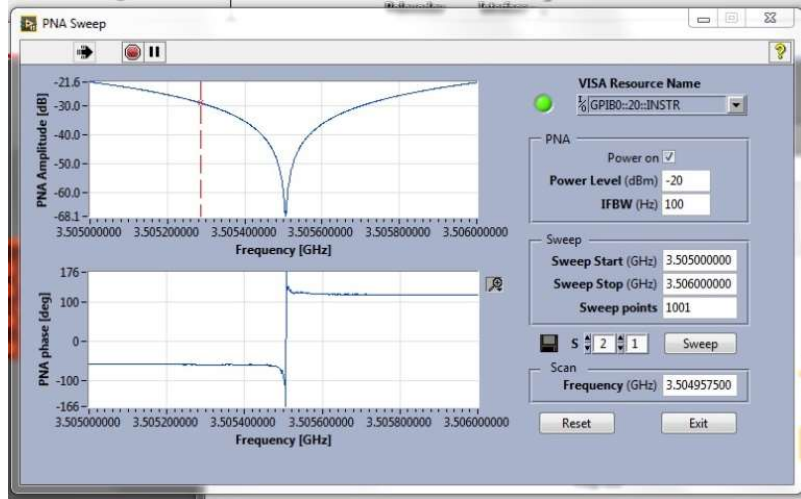 PNA Sweep
VISA Resource Name
GPIB0::20::INSTR
PNA
Power on
Power Level (dBm) -20
IFBW (Hz) 100
Sweep
Sweep Start (GHz) 3.505000000
Sweep Stop (GHz) 3.506000000
Sweep points 1001
S 2 1 Sweep
Scan
Frequency (GHz) 3.504957500
Reset Exit
PNA Amplitude [dB]
-21.6
-30.0
-40.0
-50.0
-60.0
-68.1
3.505000000 3.505200000 3.505400000 3.505600000 3.505800000 3.506000000
Frequency [GHz]
PNA phase [deg]
176
100
0
-100
-166
3.505000000 3.505200000 3.505400000 3.505600000 3.505800000 3.506000000
Frequency [GHz]